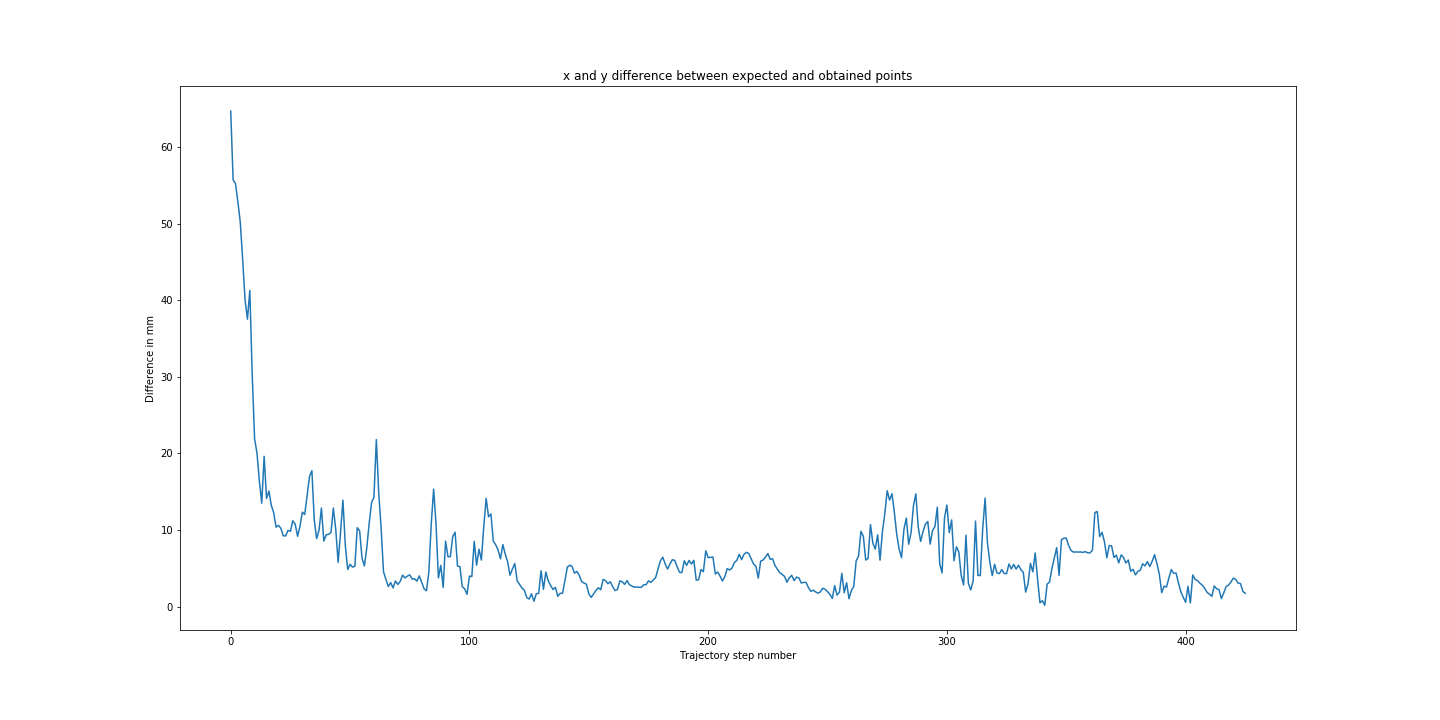 x and y difference between expected and obtained points
60
50
40
30
20
10
0
Difference in mm
0 100 200 300 400
Trajectory step number